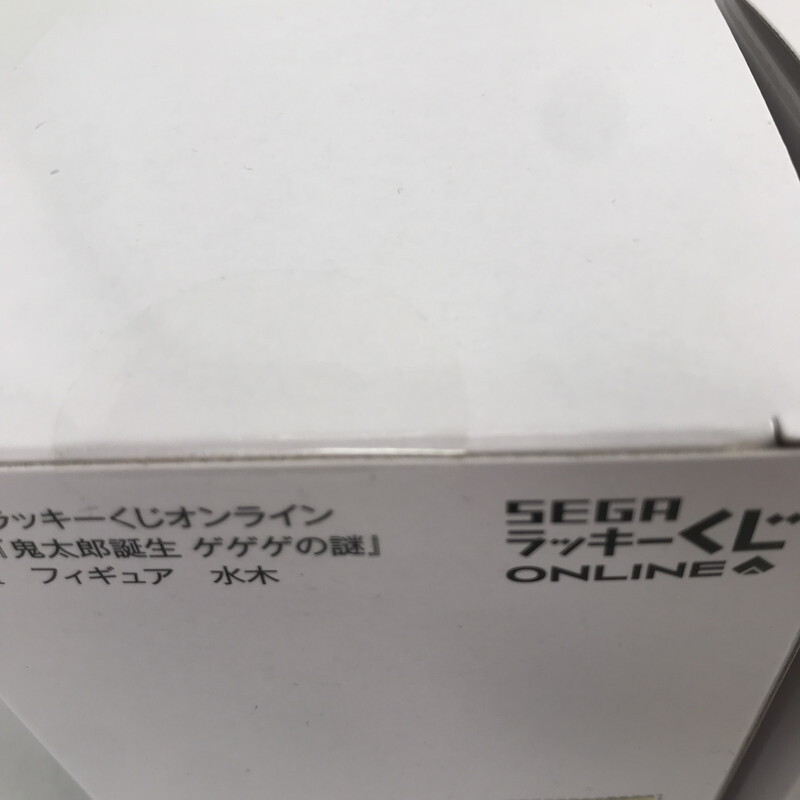 ラッキーくじオンライン
『鬼太郎誕生 ゲゲゲの謎』
フィギュア 水木
SEGA
ラッキーくじ
ONLINE